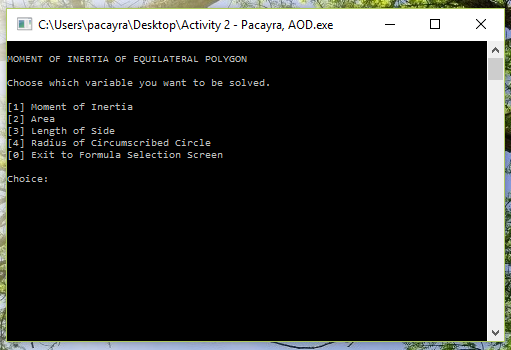 C:\Users\pacayra\Desktop\Activity 2 - Pacayra, AOD.exe
MOMENT OF INERTIA OF EQUILATERAL POLYGON
Choose which variable you want to be solved.
[1] Moment of Inertia
[2] Area
[3] Length of Side
[4] Radius of Circumscribed Circle
[0] Exit to Formula Selection Screen
Choice: